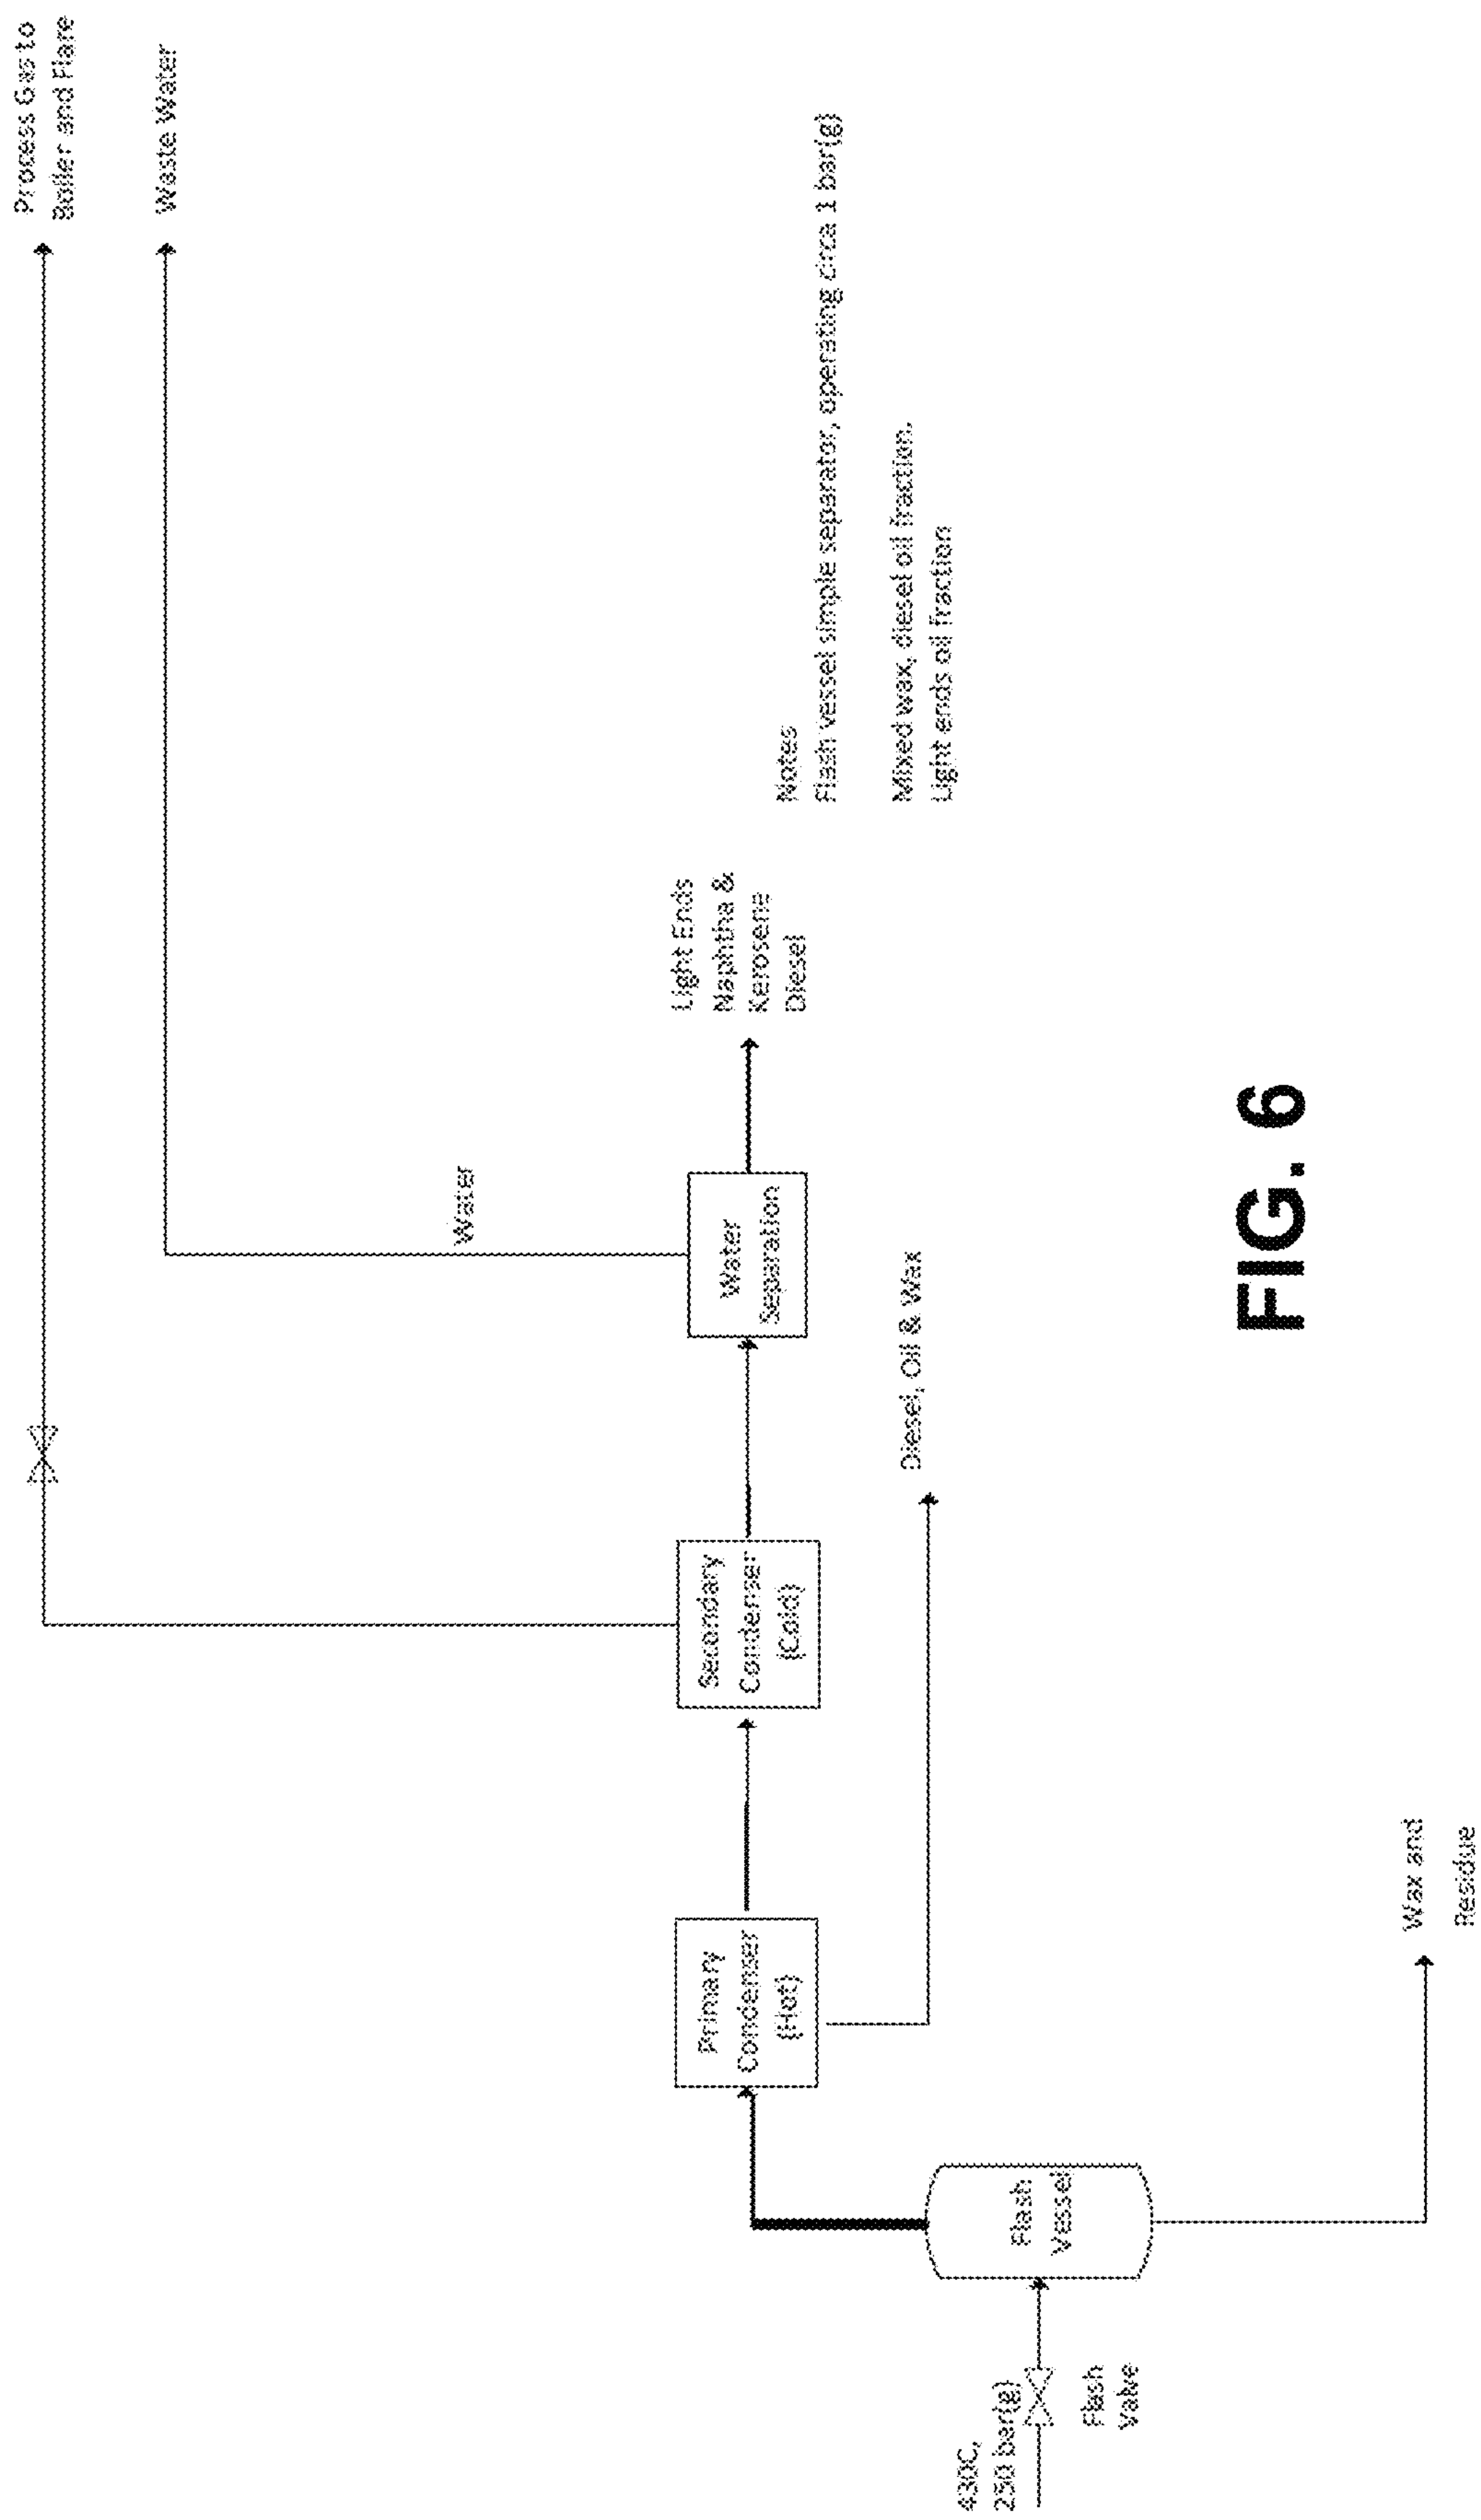 Process Gas to
Boiler and Flare
Waste Water
Water
Light Ends
Naphtha &
Kerosene
Diesel
Notes
Flash vessel simple separator, operating circa 1 bar(g)
Mixed wax, diesel oil fraction.
Light ends oil fraction
Primary
Condenser
(Hot)
Secondary
Condenser
(Cold)
Water
Separation
Diesel, Oil & Wax
430C,
250 bar(g)
Flash
Valve
Flash
Vessel
Wax and
Residue
FIG. 6